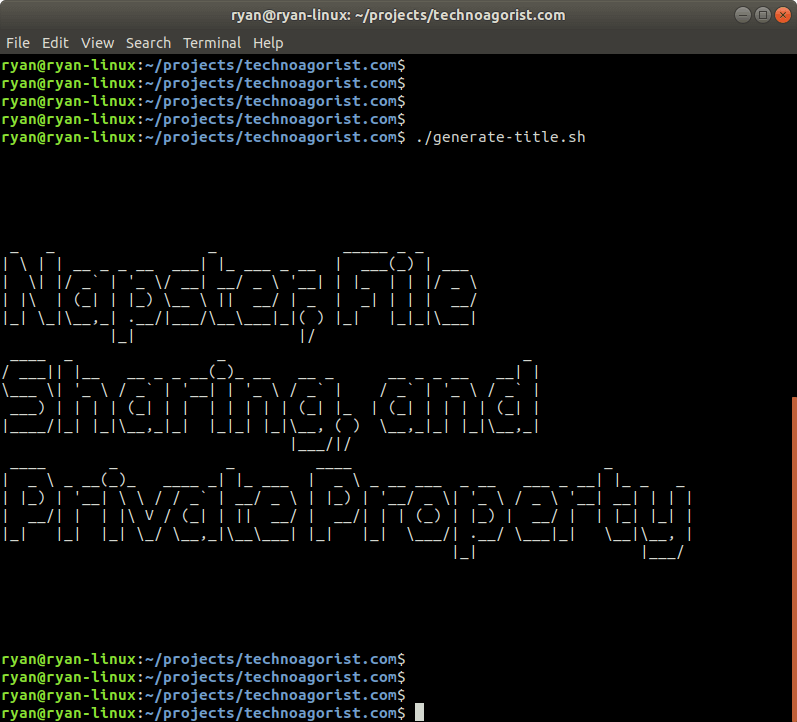 ryan@ryan-linux: ~/projects/technoagorist.com
File Edit View Search Terminal Help
ryan@ryan-linux:~/projects/technoagorist.com$
ryan@ryan-linux:~/projects/technoagorist.com$
ryan@ryan-linux:~/projects/technoagorist.com$
ryan@ryan-linux:~/projects/technoagorist.com$
ryan@ryan-linux:~/projects/technoagorist.com$ ./generate-title.sh
Napster, File
Sharing, and
Private Property
ryan@ryan-linux:~/projects/technoagorist.com$
ryan@ryan-linux:~/projects/technoagorist.com$
ryan@ryan-linux:~/projects/technoagorist.com$
ryan@ryan-linux:~/projects/technoagorist.com$